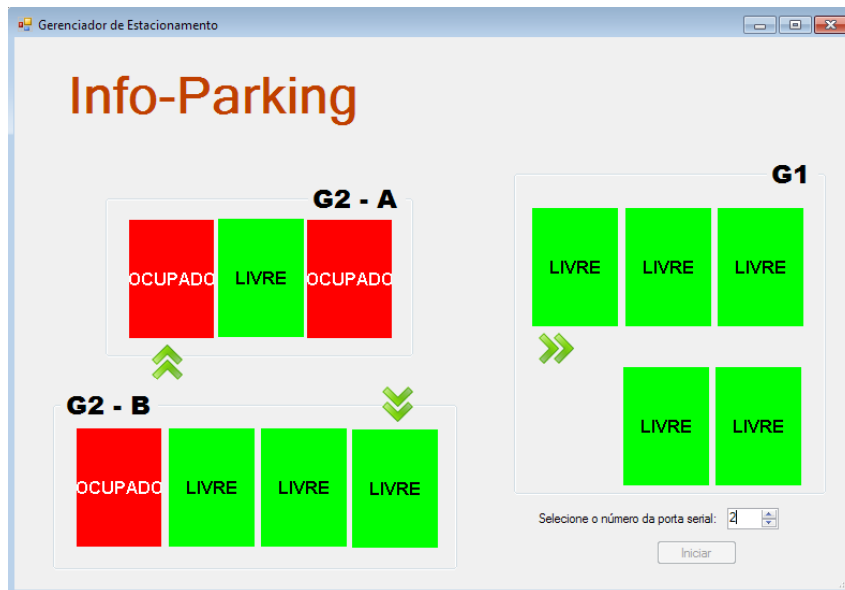 Gerenciador de Estacionamento
Info-Parking
G2 - A
OCUPADO LIVRE OCUPADO
G2 - B
OCUPADO LIVRE LIVRE LIVRE
G1
LIVRE LIVRE LIVRE
LIVRE LIVRE
Selecione o número da porta serial: 2
Iniciar